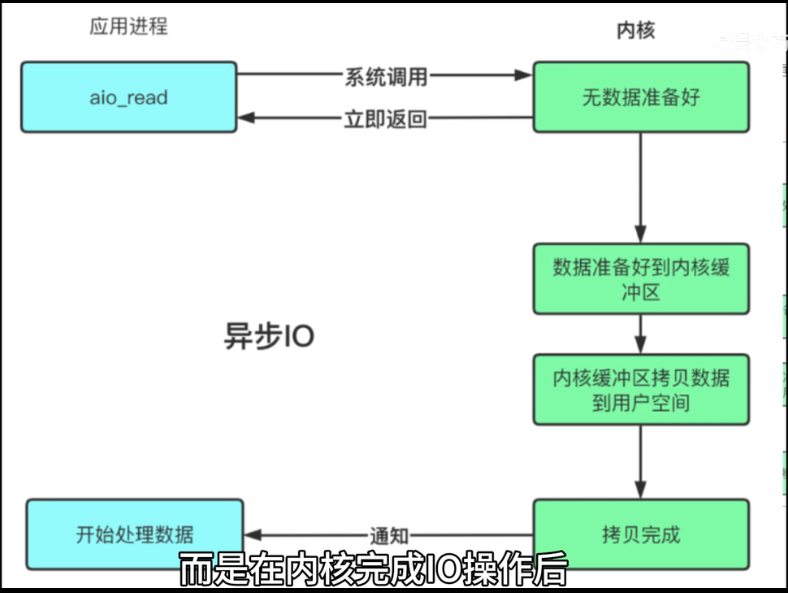 应用进程
内核
aio_read
系统调用
无数据准备好
立即返回
数据准备好到内核缓
冲区
异步IO
内核缓冲区拷贝数据
到用户空间
开始处理数据
通知
拷贝完成
而是在内核完成IO操作后